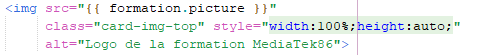 <img src="{{ formation.picture }}"
class="card-img-top" style="width:100%;height:auto;"
alt="Logo de la formation MediaTek86">